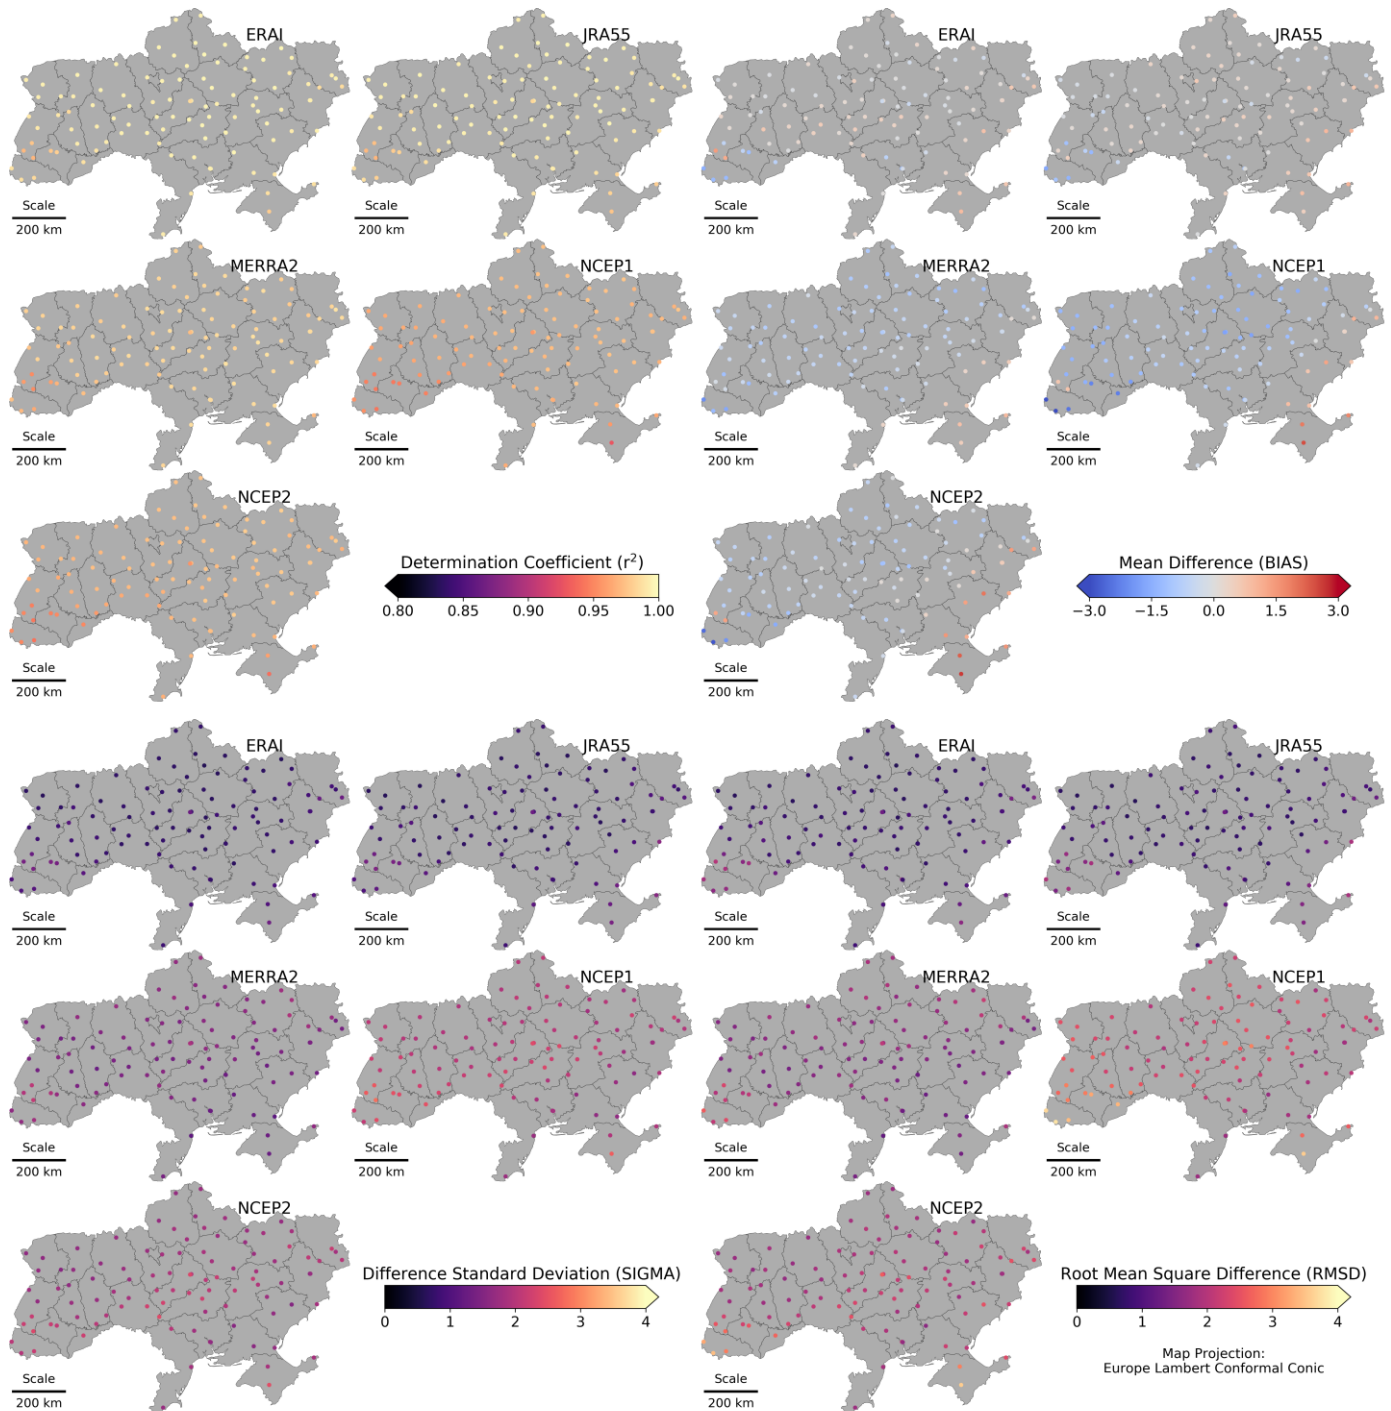 ERAI
JRA55
ERAI
JRA55
Scale
200 km
Scale
200 km
Scale
200 km
Scale
200 km
MERRA2
NCEP1
MERRA2
NCEP1
Scale
200 km
Scale
200 km
Scale
200 km
Scale
200 km
NCEP2
Scale
200 km
Determination Coefficient (r²)
0.80 0.85 0.90 0.95 1.00
NCEP2
Scale
200 km
Mean Difference (BIAS)
−3.0 −1.5 0.0 1.5 3.0
ERAI
JRA55
ERAI
JRA55
Scale
200 km
Scale
200 km
Scale
200 km
Scale
200 km
MERRA2
NCEP1
MERRA2
NCEP1
Scale
200 km
Scale
200 km
Scale
200 km
Scale
200 km
NCEP2
Scale
200 km
Difference Standard Deviation (SIGMA)
0 1 2 3 4
NCEP2
Scale
200 km
Root Mean Square Difference (RMSD)
0 1 2 3 4
Map Projection:
Europe Lambert Conformal Conic